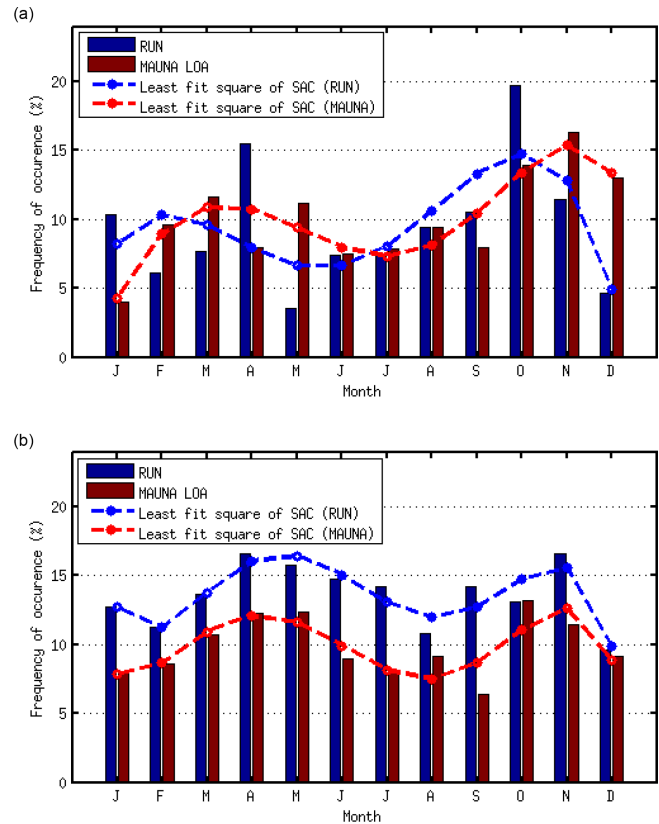 (a)
RUN
MAUNA LOA
Least fit square of SAC (RUN)
Least fit square of SAC (MAUNA)
Frequency of occurence (%)
20
15
10
5
0
J F M A M J J A S O N D
Month
(b)
RUN
MAUNA LOA
Least fit square of SAC (RUN)
Least fit square of SAC (MAUNA)
Frequency of occurence (%)
20
15
10
5
0
J F M A M J J A S O N D
Month